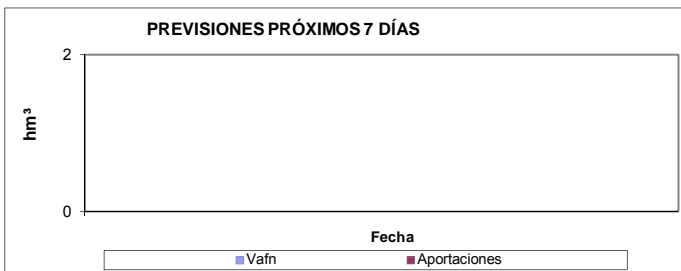 PREVISIONES PRÓXIMOS 7 DÍAS
2
hm³
0
Fecha
Vafn Aportaciones